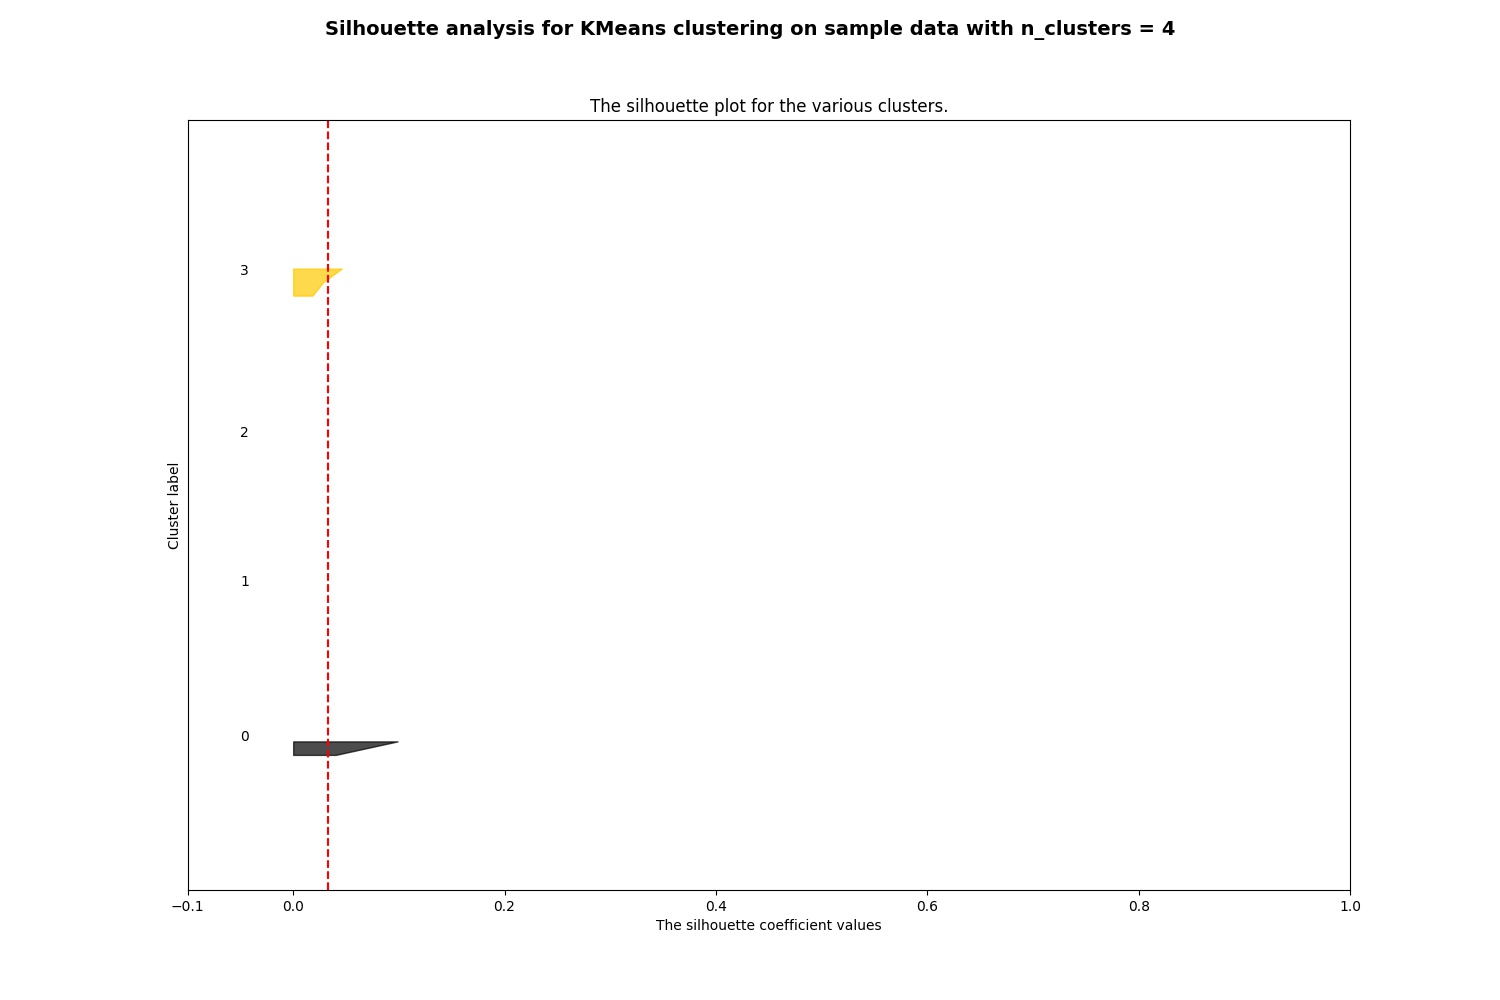 Silhouette analysis for KMeans clustering on sample data with n_clusters = 4
The silhouette plot for the various clusters.
3
2
Cluster label
1
0
−0.1 0.0 0.2 0.4 0.6 0.8 1.0
The silhouette coefficient values